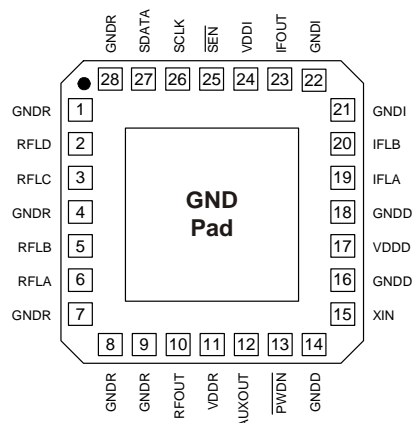 GNDR
SDATA
SCLK
SEN
VDDI
IFOUT
GNDI
28 27 26 25 24 23 22
GNDR 1
RFLD 2
RFLC 3
GNDR 4
RFLB 5
RFLA 6
GNDR 7
GND
Pad
21 GNDI
20 IFLB
19 IFLA
18 GNDD
17 VDDD
16 GNDD
15 XIN
8 9 10 11 12 13 14
GNDR
GNDR
RFOUT
VDDR
AUXOUT
PWDN
GNDD